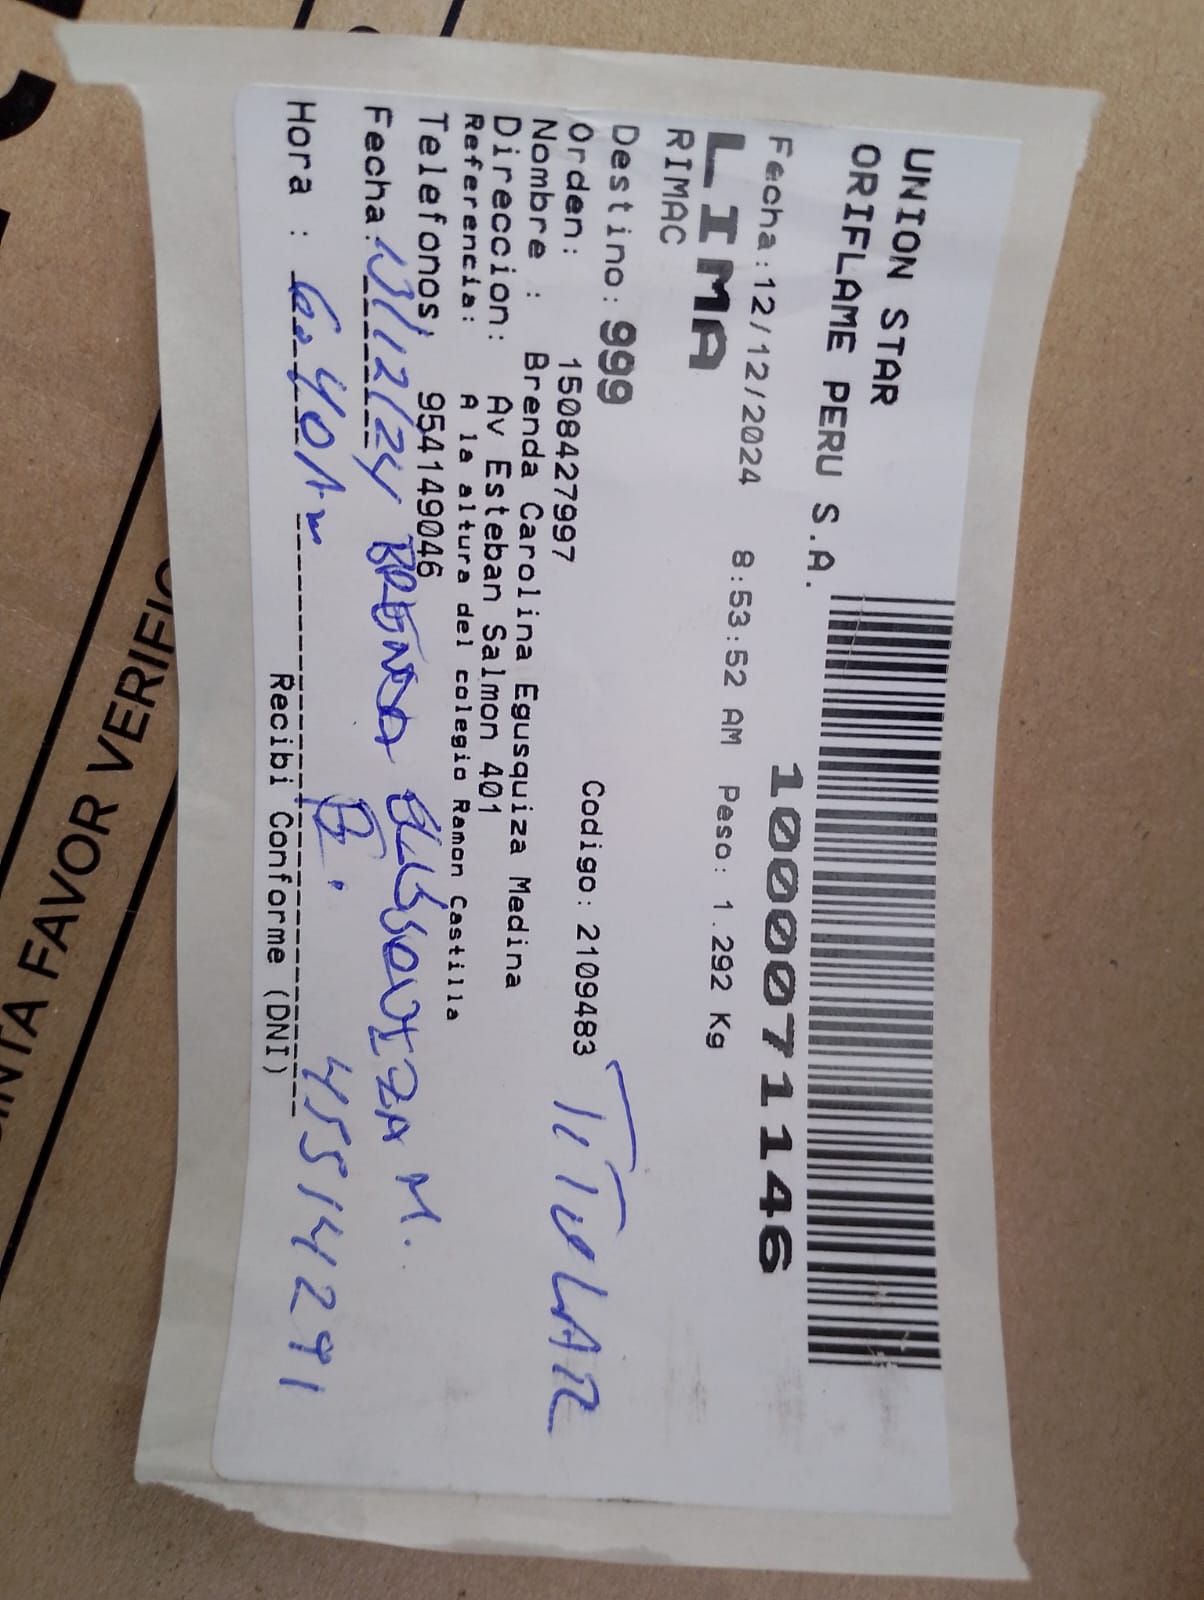 UNION STAR
ORIFLAME PERU S.A.
1000071146
Fecha:12/12/2024 8:53:52 AM Peso: 1.292 Kg
LIMA
RIMAC
Destino: 999
Orden: 1508427997 Codigo: 2109483
TITULAR
Nombre : Brenda Carolina Egusquiza Medina
Direccion: Av Esteban Salmon 401
Referencia: A la altura del colegio Ramon Castilla
Telefonos: 954149046
Fecha: 13/12/24 BRENDA EGUSQUIZA M.
Hora : 6:40 Pm 45514291
Recibi Conforme (DNI)
INTA FAVOR VERIFIC